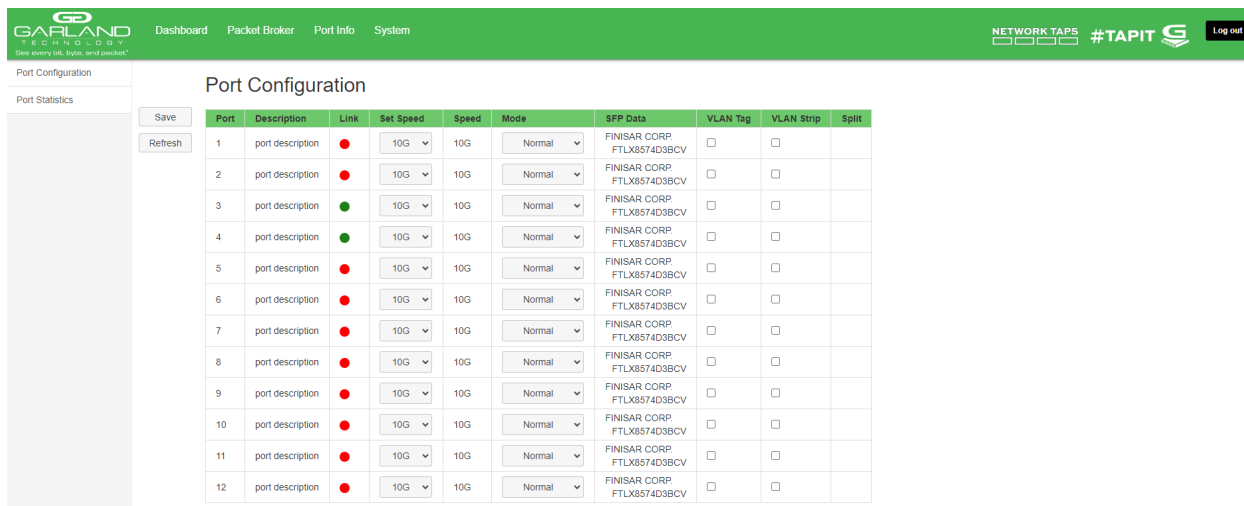 GARLAND
TECHNOLOGY
See every bit, byte, and packet.®
Dashboard Packet Broker Port Info System
NETWORK TAPS
#TAPIT
Log out
Port Configuration
Port Statistics
Port Configuration
Save
Refresh
Port Description Link Set Speed Speed Mode SFP Data VLAN Tag VLAN Strip Split
1 port description 10G 10G Normal FINISAR CORP.
FTLX8574D3BCV
2 port description 10G 10G Normal FINISAR CORP.
FTLX8574D3BCV
3 port description 10G 10G Normal FINISAR CORP.
FTLX8574D3BCV
4 port description 10G 10G Normal FINISAR CORP.
FTLX8574D3BCV
5 port description 10G 10G Normal FINISAR CORP.
FTLX8574D3BCV
6 port description 10G 10G Normal FINISAR CORP.
FTLX8574D3BCV
7 port description 10G 10G Normal FINISAR CORP.
FTLX8574D3BCV
8 port description 10G 10G Normal FINISAR CORP.
FTLX8574D3BCV
9 port description 10G 10G Normal FINISAR CORP.
FTLX8574D3BCV
10 port description 10G 10G Normal FINISAR CORP.
FTLX8574D3BCV
11 port description 10G 10G Normal FINISAR CORP.
FTLX8574D3BCV
12 port description 10G 10G Normal FINISAR CORP.
FTLX8574D3BCV